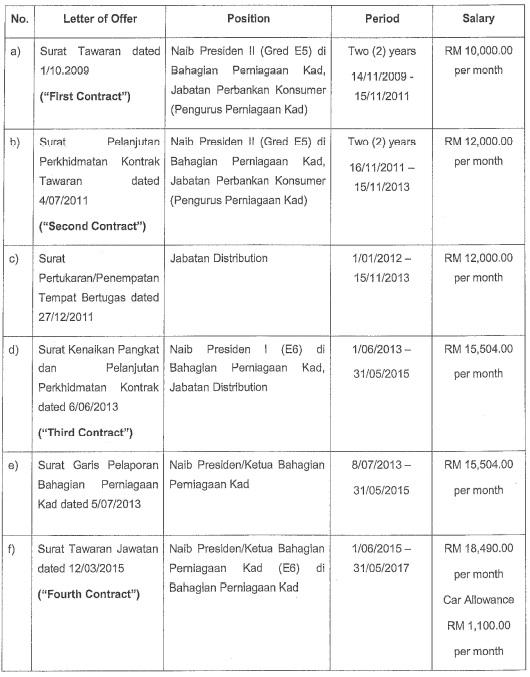 No. Letter of Offer Position Period Salary
a) Surat Tawaran dated 1/10.2009
("First Contract")
Naib Presiden II (Gred E5) di
Bahagian Perniagaan Kad,
Jabatan Perbankan Konsumer
(Pengurus Perniagaan Kad)
Two (2) years
14/11/2009 -
15/11/2011
RM 10,000.00
per month
b) Surat Pelanjutan
Perkhidmatan Kontrak
Tawaran dated
4/07/2011
("Second Contract")
Naib Presiden II (Gred E5) di
Bahagian Perniagaan Kad,
Jabatan Perbankan Konsumer
(Pengurus Perniagaan Kad)
Two (2) years
16/11/2011 –
15/11/2013
RM 12,000.00
per month
c) Surat
Pertukaran/Penempatan
Tempat Bertugas dated
27/12/2011
Jabatan Distribution
1/01/2012 –
15/11/2013
RM 12,000.00
per month
d) Surat Kenaikan Pangkat
dan Pelanjutan
Perkhidmatan Kontrak
dated 6/06/2013
("Third Contract")
Naib Presiden I (E6) di
Bahagian Perniagaan Kad,
Jabatan Distribution
1/06/2013 –
31/05/2015
RM 15,504.00
per month
e) Surat Garis Pelaporan
Bahagian Perniagaan
Kad dated 5/07/2013
Naib Presiden/Ketua Bahagian
Perniagaan Kad
8/07/2013 –
31/05/2015
RM 15,504.00
per month
f) Surat Tawaran Jawatan
dated 12/03/2015
("Fourth Contract")
Naib Presiden/Ketua Bahagian
Perniagaan Kad (E6) di
Bahagian Perniagaan Kad
1/06/2015 –
31/05/2017
RM 18,490.00
per month
Car Allowance
RM 1,100.00
per month